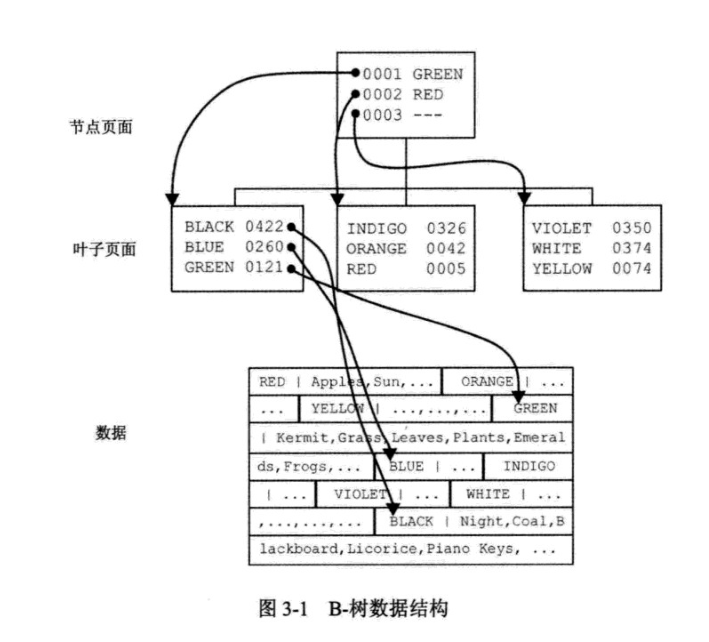 0001 GREEN
0002 RED
0003 ---
节点页面
叶子页面
BLACK 0422
BLUE 0260
GREEN 0121
INDIGO 0326
ORANGE 0042
RED 0005
VIOLET 0350
WHITE 0374
YELLOW 0074
数据
RED | Apples,Sun,... ORANGE | ...
... YELLOW | ...,...,... GREEN
| Kermit,Grass,Leaves,Plants,Emeral
ds,Frogs,... BLUE | ... INDIGO
| ... VIOLET | ... WHITE | ...
,...,...,... BLACK | Night,Coal,B
lackboard,Licorice,Piano Keys, ...
图 3-1 B-树数据结构